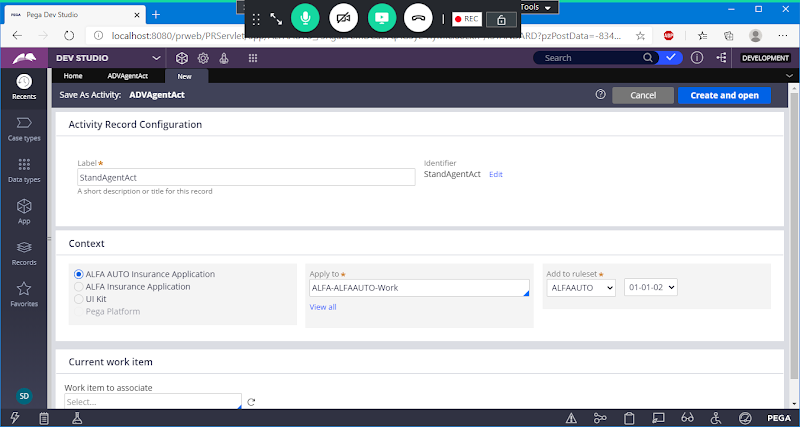 PEGA Pega Dev Studio
Tools
REC
localhost:8080/prweb/PRServlet
RD?pzPostData=-834...
DEV STUDIO
Search
DEVELOPMENT
Recents
Home
ADVAgentAct
New
Save As Activity: ADVAgentAct
Cancel
Create and open
Activity Record Configuration
Label
Identifier
StandAgentAct
StandAgentAct
Edit
A short description or title for this record
Case types
Data types
App
Records
Favorites
Context
ALFA AUTO Insurance Application
ALFA Insurance Application
UI Kit
Pega Platform
Apply to
ALFA-ALFAAUTO-Work
View all
Add to ruleset
ALFAAUTO
01-01-02
Current work item
Work item to associate
Select...
SD
PEGA